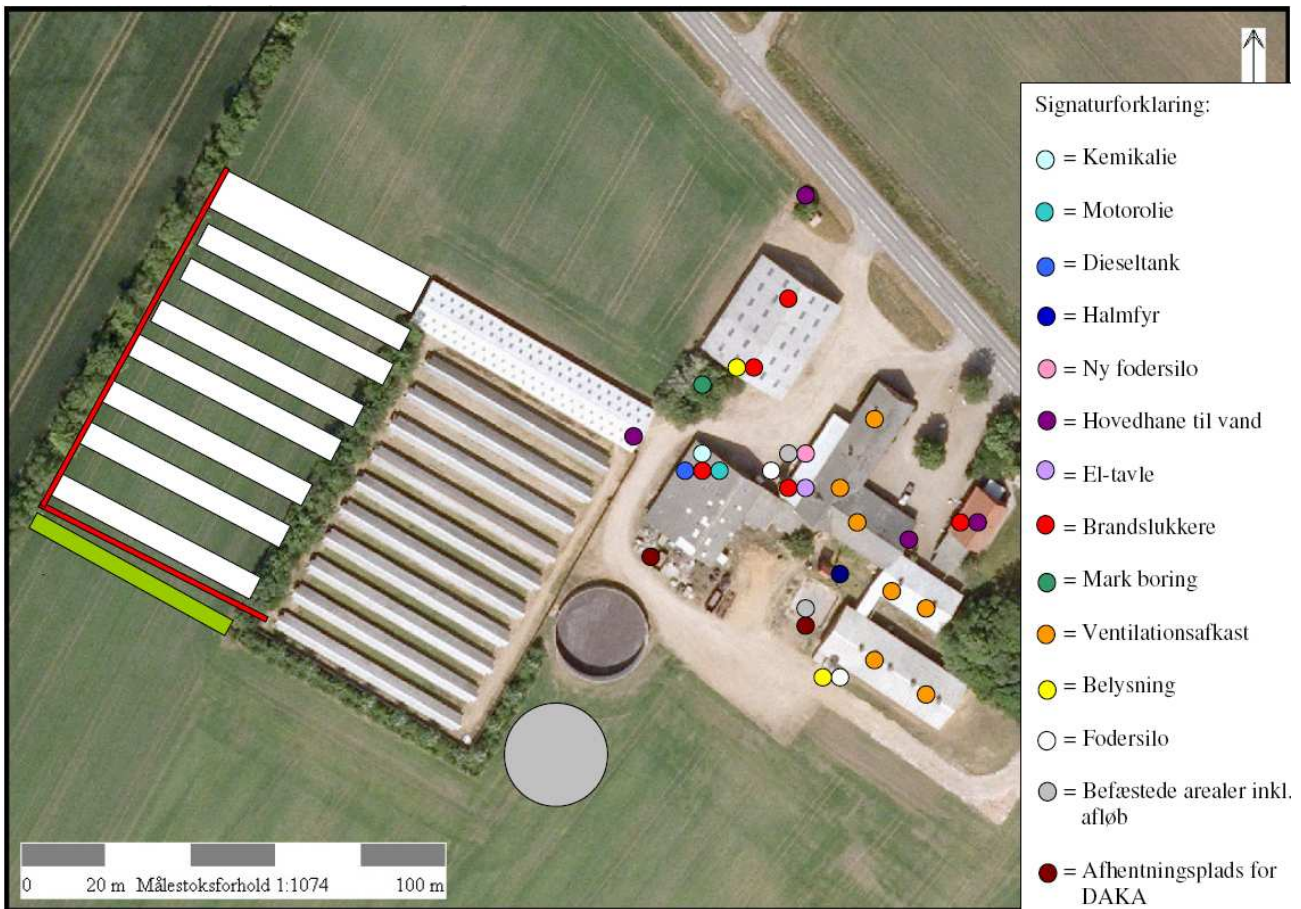 Signaturforklaring:
= Kemikalie
= Motorolie
= Dieseltank
= Halmfyr
= Ny fodersilo
= Hovedhane til vand
= El-tavle
= Brandslukkere
= Mark boring
= Ventilationsafkast
= Belysning
= Fodersilo
= Befæstede arealer inkl.
afløb
= Afhentningsplads for
DAKA
0 20 m Målestoksforhold 1:1074 100 m